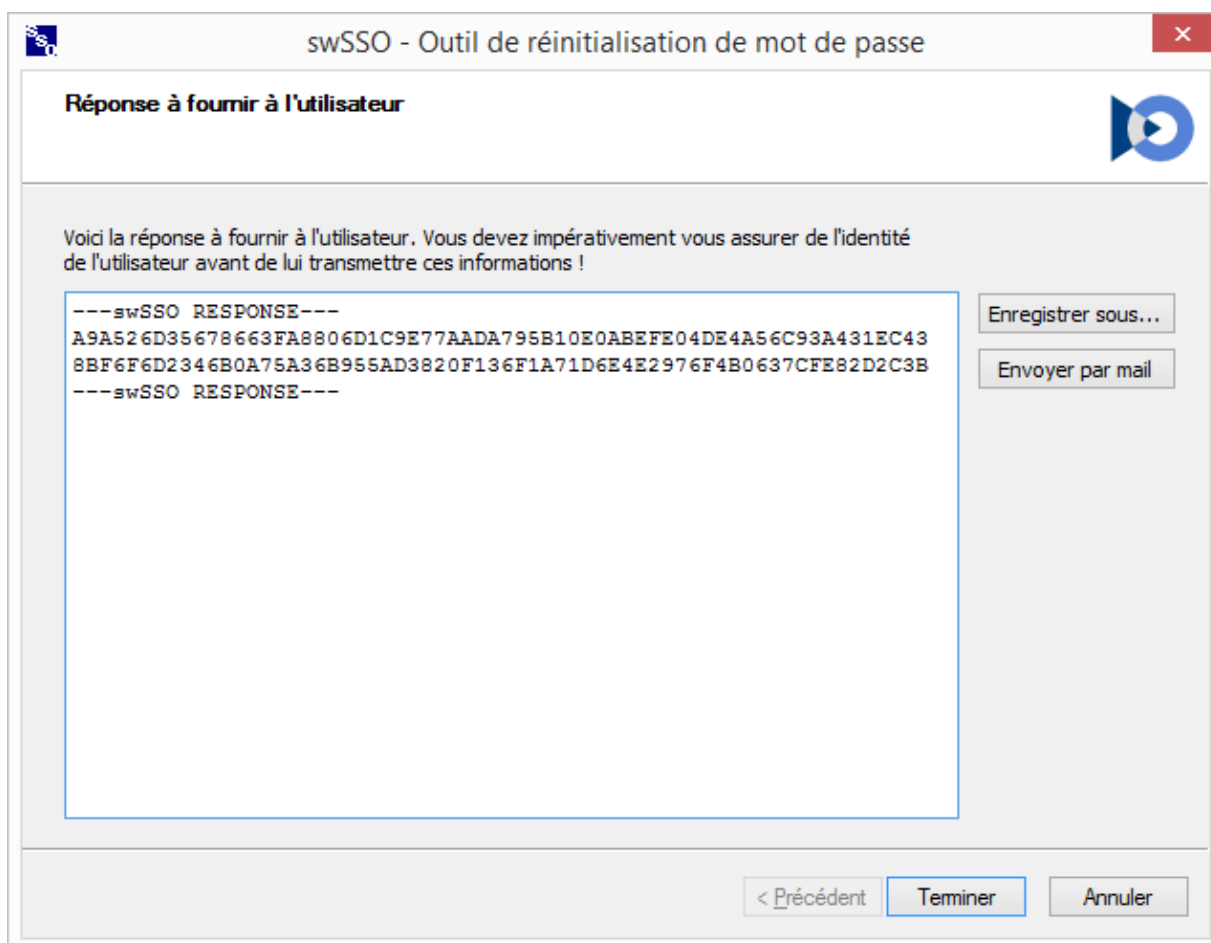 swSSO - Outil de réinitialisation de mot de passe
Réponse à fournir à l'utilisateur
Voici la réponse à fournir à l'utilisateur. Vous devez impérativement vous assurer de l'identité
de l'utilisateur avant de lui transmettre ces informations !
---swSSO RESPONSE---
A9A526D35678663FA8806D1C9E77AADA795B10E0ABEFE04DE4A56C93A431EC43
8BF6F6D2346B0A75A36B955AD3820F136F1A71D6E4E2976F4B0637CFE82D2C3B
---swSSO RESPONSE---
Enregistrer sous...
Envoyer par mail
< Précédent
Terminer
Annuler